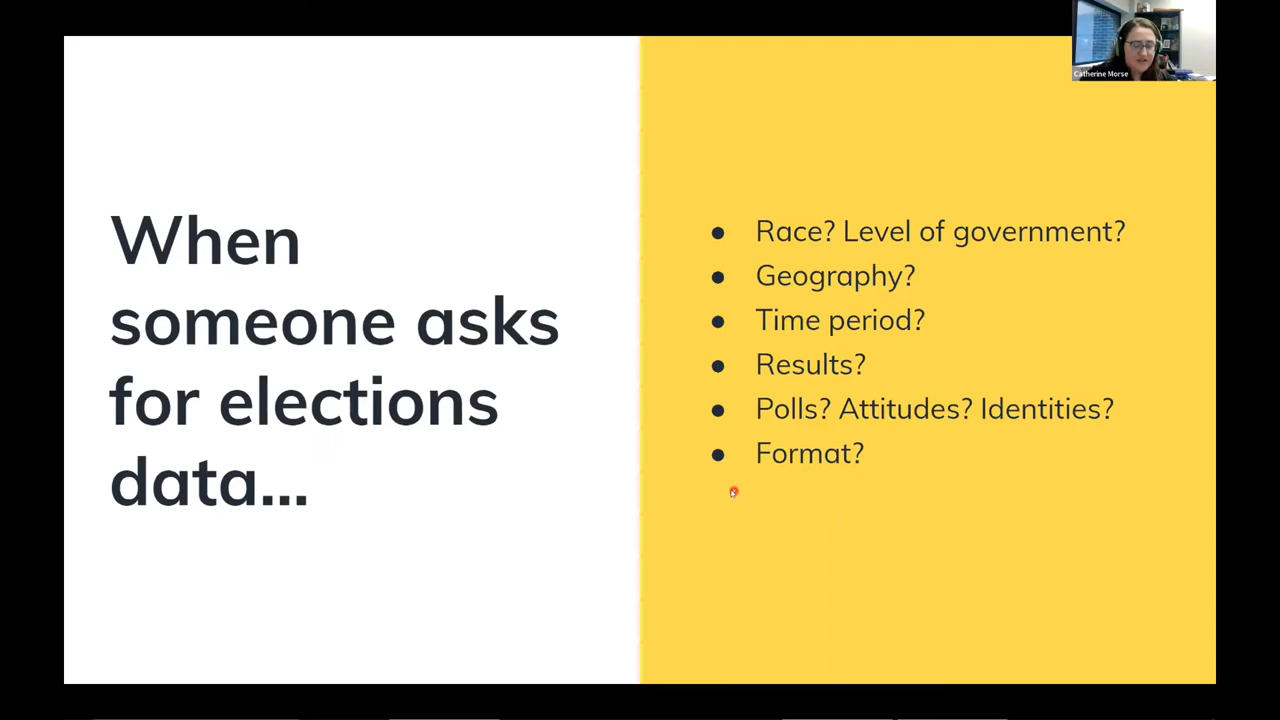 When
someone asks
for elections
data...
● Race? Level of government?
● Geography?
● Time period?
● Results?
● Polls? Attitudes? Identities?
● Format?
Catherine Morse